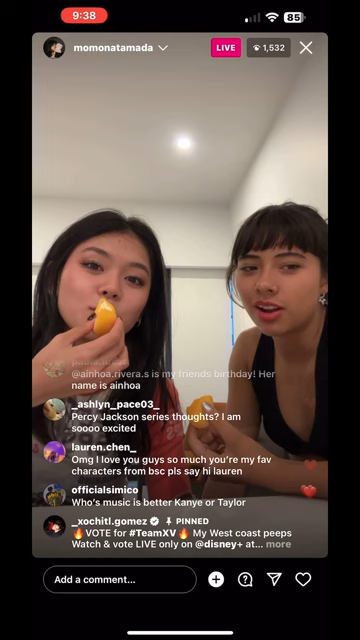 9:38
85
momonatamada
LIVE
1,532
@ainhoa.rivera.s is my friends birthday! Her
name is ainhoa
_ashlyn_pace03_
Percy Jackson series thoughts? I am
soooo excited
lauren.chen_
Omg I love you guys so much you're my fav
characters from bsc pls say hi lauren
officialsimico
Who's music is better Kanye or Taylor
_xochitl.gomez PINNED
🔥VOTE for #TeamXV🔥 My West coast peeps
Watch & vote LIVE only on @disney+ at... more
Add a comment...